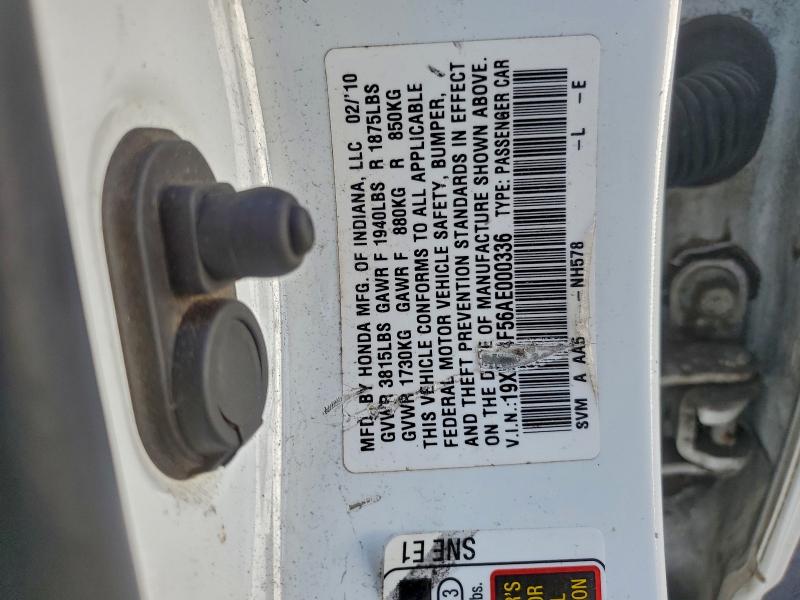 MFD. BY HONDA MFG. OF INDIANA, LLC 02/'10
GVWR 3815LBS GAWR F 1940LBS R 1875LBS
GVWR 1730KG GAWR F 880KG R 850KG
THIS VEHICLE CONFORMS TO ALL APPLICABLE
FEDERAL MOTOR VEHICLE SAFETY, BUMPER,
AND THEFT PREVENTION STANDARDS IN EFFECT
ON THE DATE OF MANUFACTURE SHOWN ABOVE.
V.I.N.: TYPE: PASSENGER CAR
SVM A AA5 -NH578 -L -E
SNE E1
3
bs.